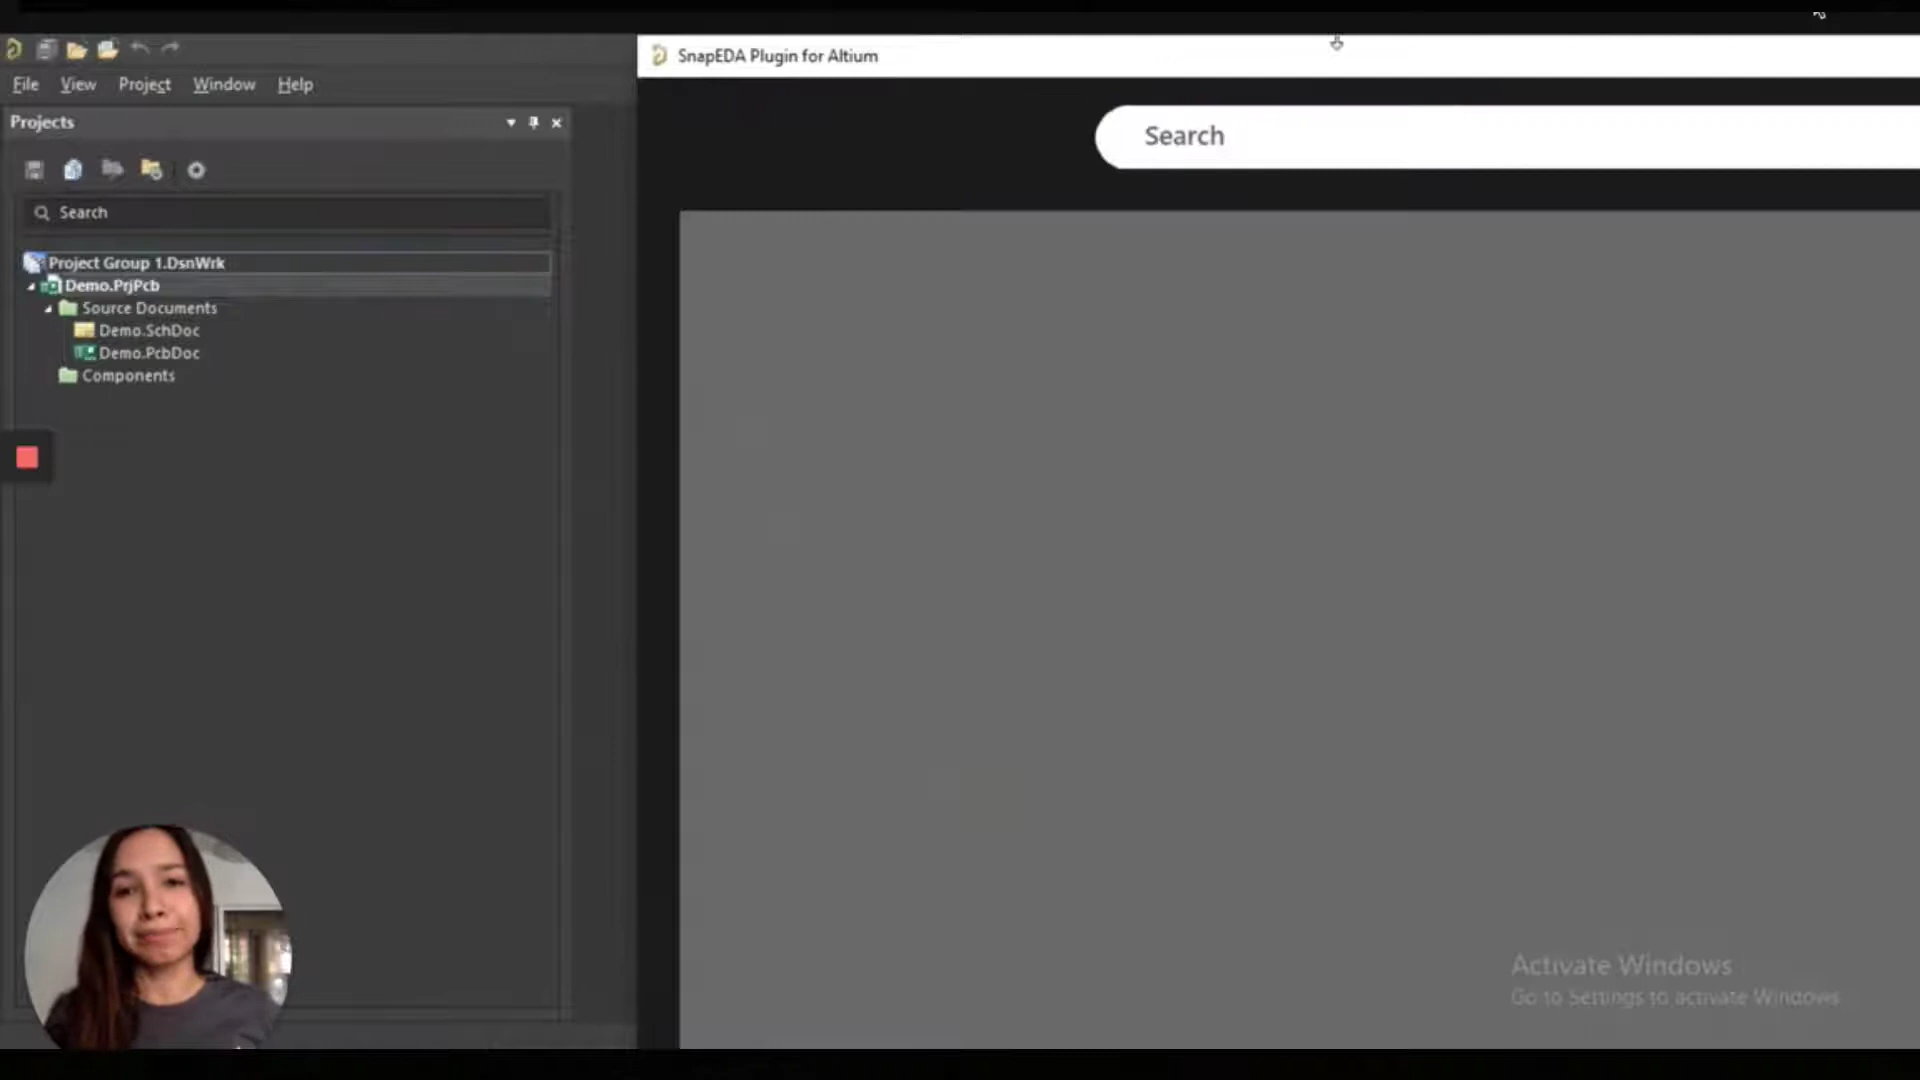 SnapEDA Plugin for Altium
File View Project Window Help
Projects
Search
Search
Project Group 1.DsnWrk
Demo.PrjPcb
Source Documents
Demo.SchDoc
Demo.PcbDoc
Components
Activate Windows
Go to Settings to activate Windows.